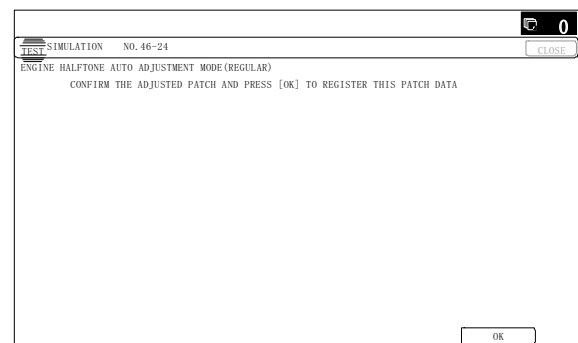 0
TEST SIMULATION NO. 46-24
CLOSE
ENGINE HALFTONE AUTO ADJUSTMENT MODE(REGULAR)
CONFIRM THE ADJUSTED PATCH AND PRESS [OK] TO REGISTER THIS PATCH DATA
OK